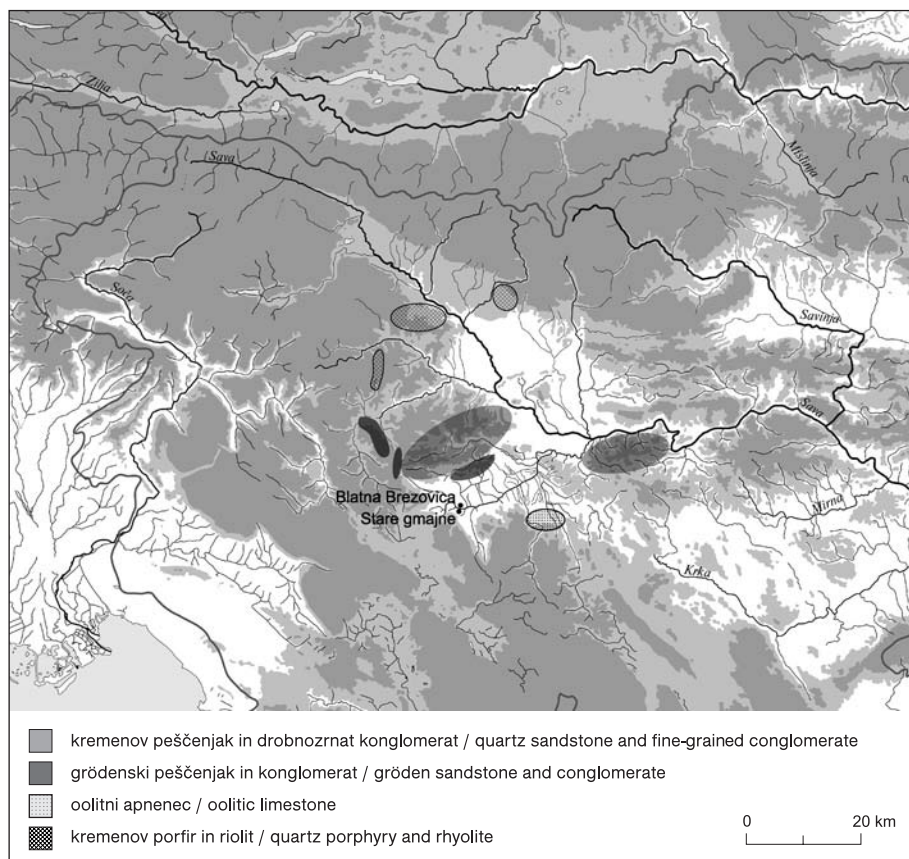 Zilja
Sava
Mislinja
Soča
Savinja
Sava
Blatna Brezovica
Stare gmajne
Mirna
Krka
kremenov peščenjak in drobnozrnat konglomerat / quartz sandstone and fine-grained conglomerate
grödenski peščenjak in konglomerat / gröden sandstone and conglomerate
oolitni apnenec / oolitic limestone
kremenov porfir in riolit / quartz porphyry and rhyolite
0 20 km